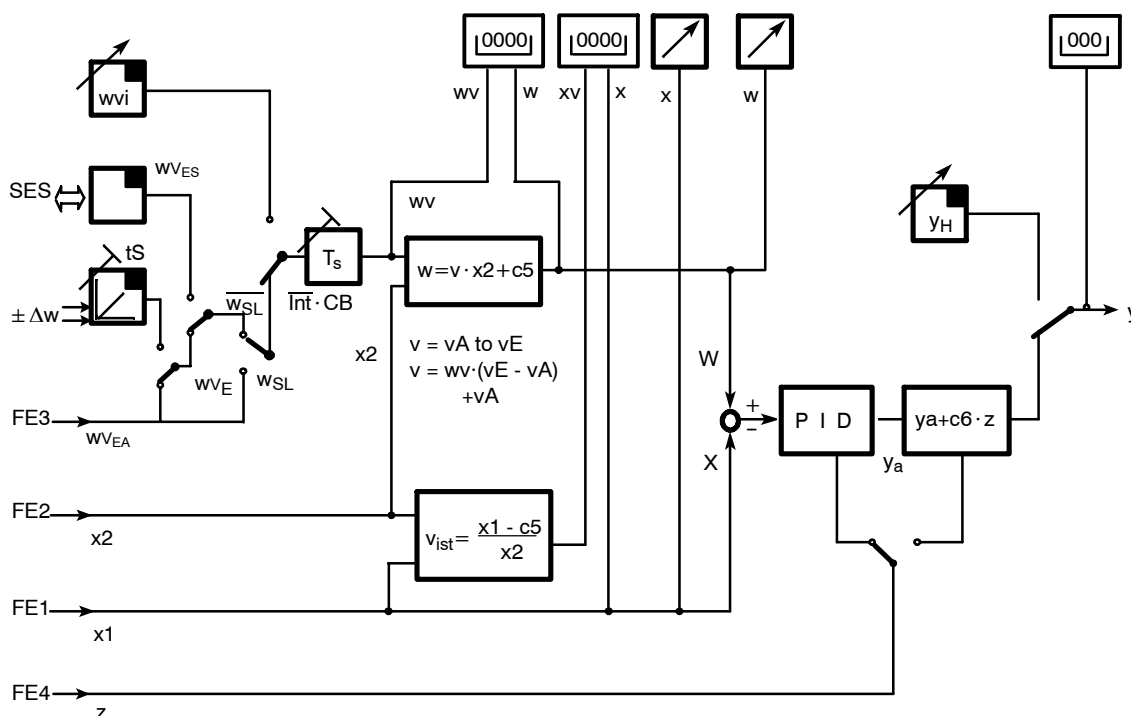 0000
0000
000
wv
w
xv
x
x
w
wvi
SES
wvES
tS
± Δw
wv
Ts
w = v · x2 + c5
wSL
Int · CB
yH
y
x2
v = vA to vE
v = wv·(vE - vA)
+vA
wvE
wSL
W
FE3
wvEA
+
-
P I D
ya
ya+c6 · z
X
FE2
x2
vist = x1 - c5
x2
FE1
x1
FE4
z